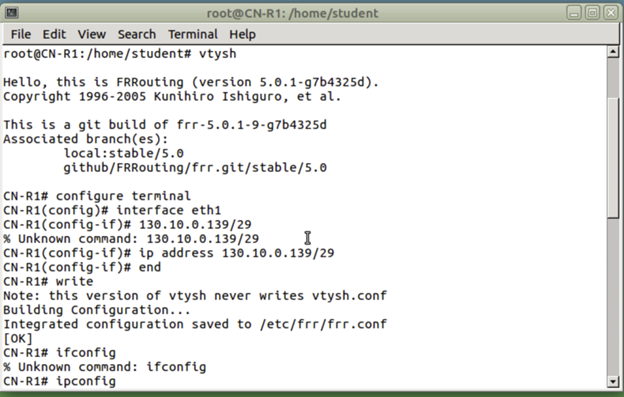 root@CN-R1: /home/student
File Edit View Search Terminal Help
root@CN-R1:/home/student# vtysh
Hello, this is FRRouting (version 5.0.1-g7b4325d).
Copyright 1996-2005 Kunihiro Ishiguro, et al.
This is a git build of frr-5.0.1-9-g7b4325d
Associated branch(es):
        local:stable/5.0
        github/FRRouting/frr.git/stable/5.0
CN-R1# configure terminal
CN-R1(config)# interface eth1
CN-R1(config-if)# 130.10.0.139/29
% Unknown command: 130.10.0.139/29
CN-R1(config-if)# ip address 130.10.0.139/29
CN-R1(config-if)# end
CN-R1# write
Note: this version of vtysh never writes vtysh.conf
Building Configuration...
Integrated configuration saved to /etc/frr/frr.conf
[OK]
CN-R1# ifconfig
% Unknown command: ifconfig
CN-R1# ipconfig